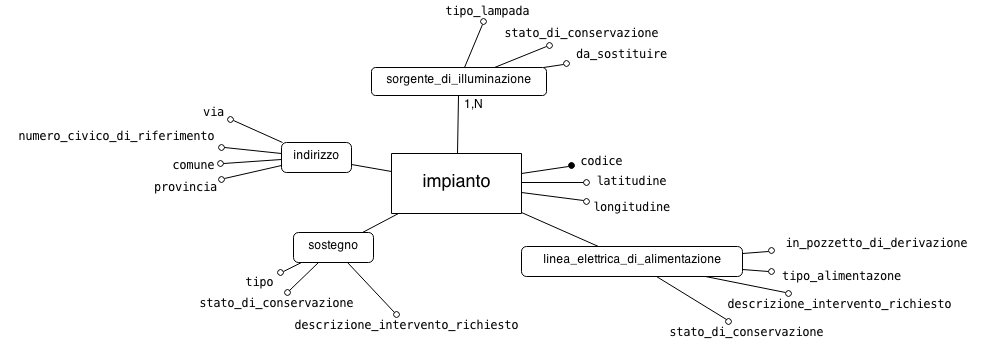 tipo_lampada
stato_di_conservazione
da_sostituire
sorgente_di_illuminazione
1,N
via
numero_civico_di_riferimento
indirizzo
comune
provincia
impianto
codice
latitudine
longitudine
sostegno
tipo
stato_di_conservazione
descrizione_intervento_richiesto
linea_elettrica_di_alimentazione
in_pozzetto_di_derivazione
tipo_alimentazone
descrizione_intervento_richiesto
stato_di_conservazione